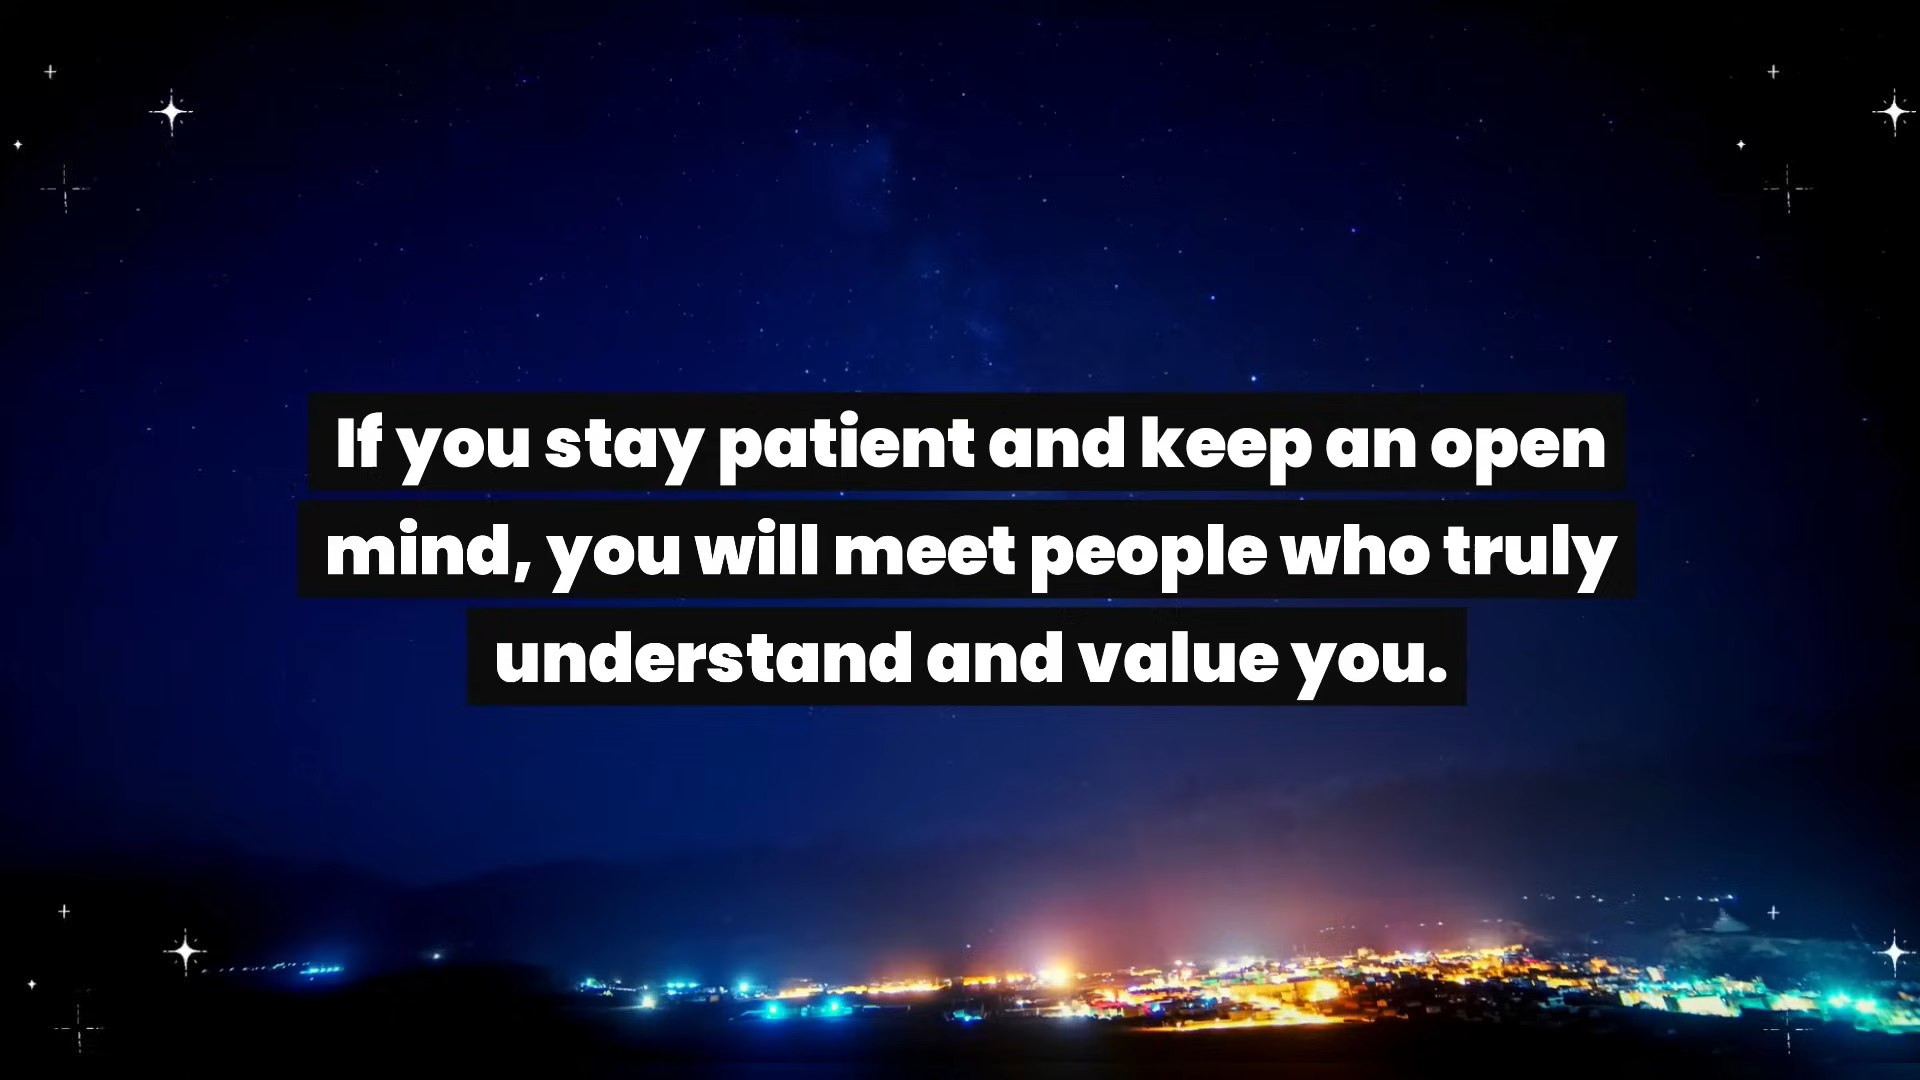 If you stay patient and keep an open
mind, you will meet people who truly
understand and value you.